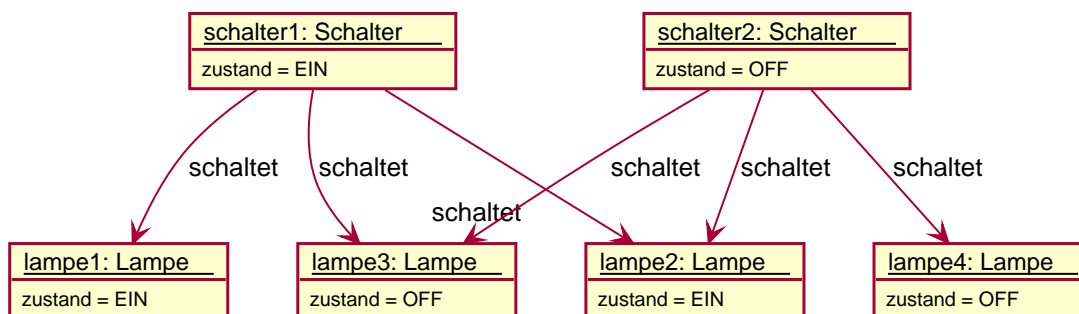 schalter1: Schalter
zustand = EIN
schalter2: Schalter
zustand = OFF
schaltet
schaltet
schaltet
schaltet
schaltet
schaltet
lampe1: Lampe
zustand = EIN
lampe3: Lampe
zustand = OFF
lampe2: Lampe
zustand = EIN
lampe4: Lampe
zustand = OFF